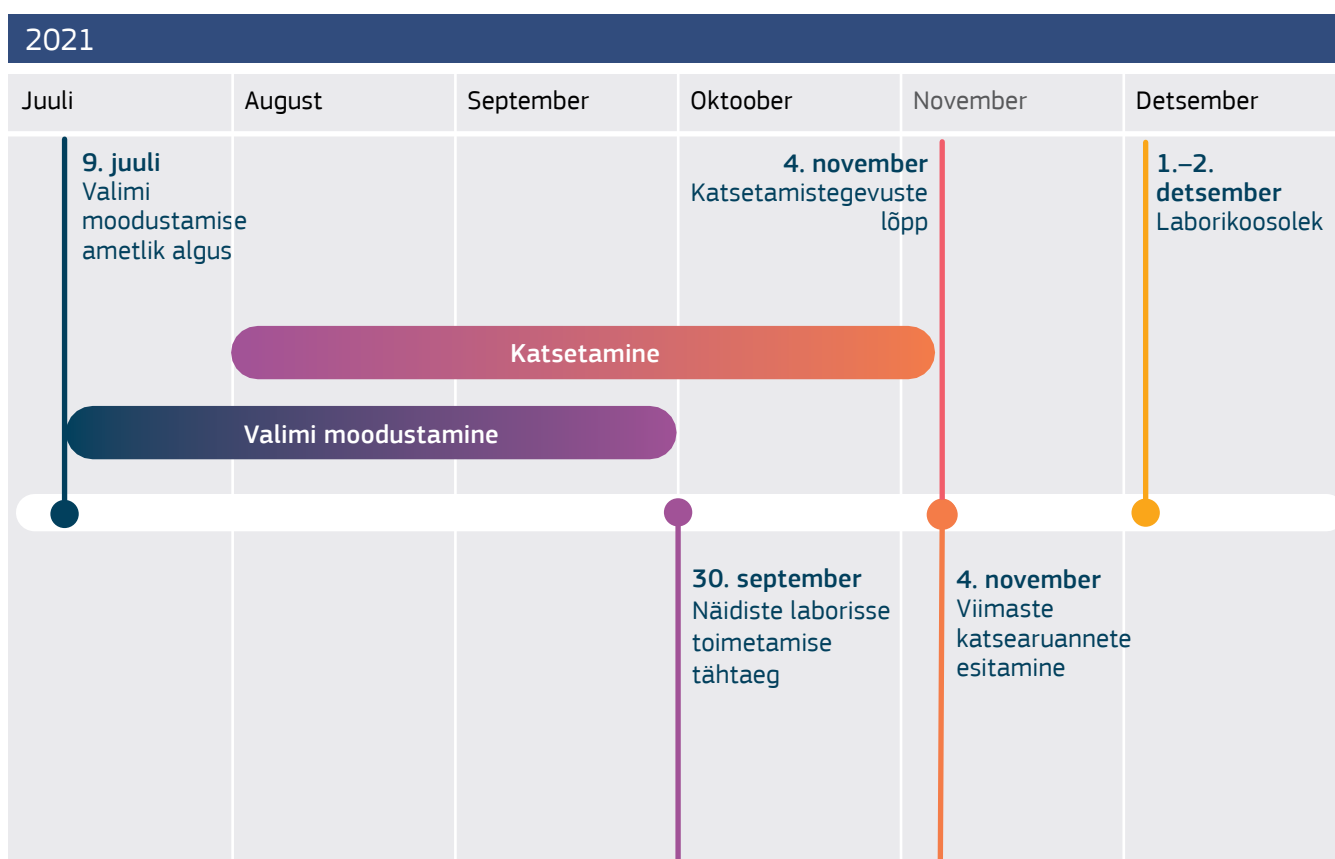 2021
Juuli
August
September
Oktoober
November
Detsember
9. juuli
Valimi
moodustamise
ametlik algus
4. november
Katsetamistegevuste
lõpp
1.–2.
detsember
Laborikoosolek
Katsetamine
Valimi moodustamine
30. september
Näidiste laborisse
toimetamise
tähtaeg
4. november
Viimaste
katsearuannete
esitamine